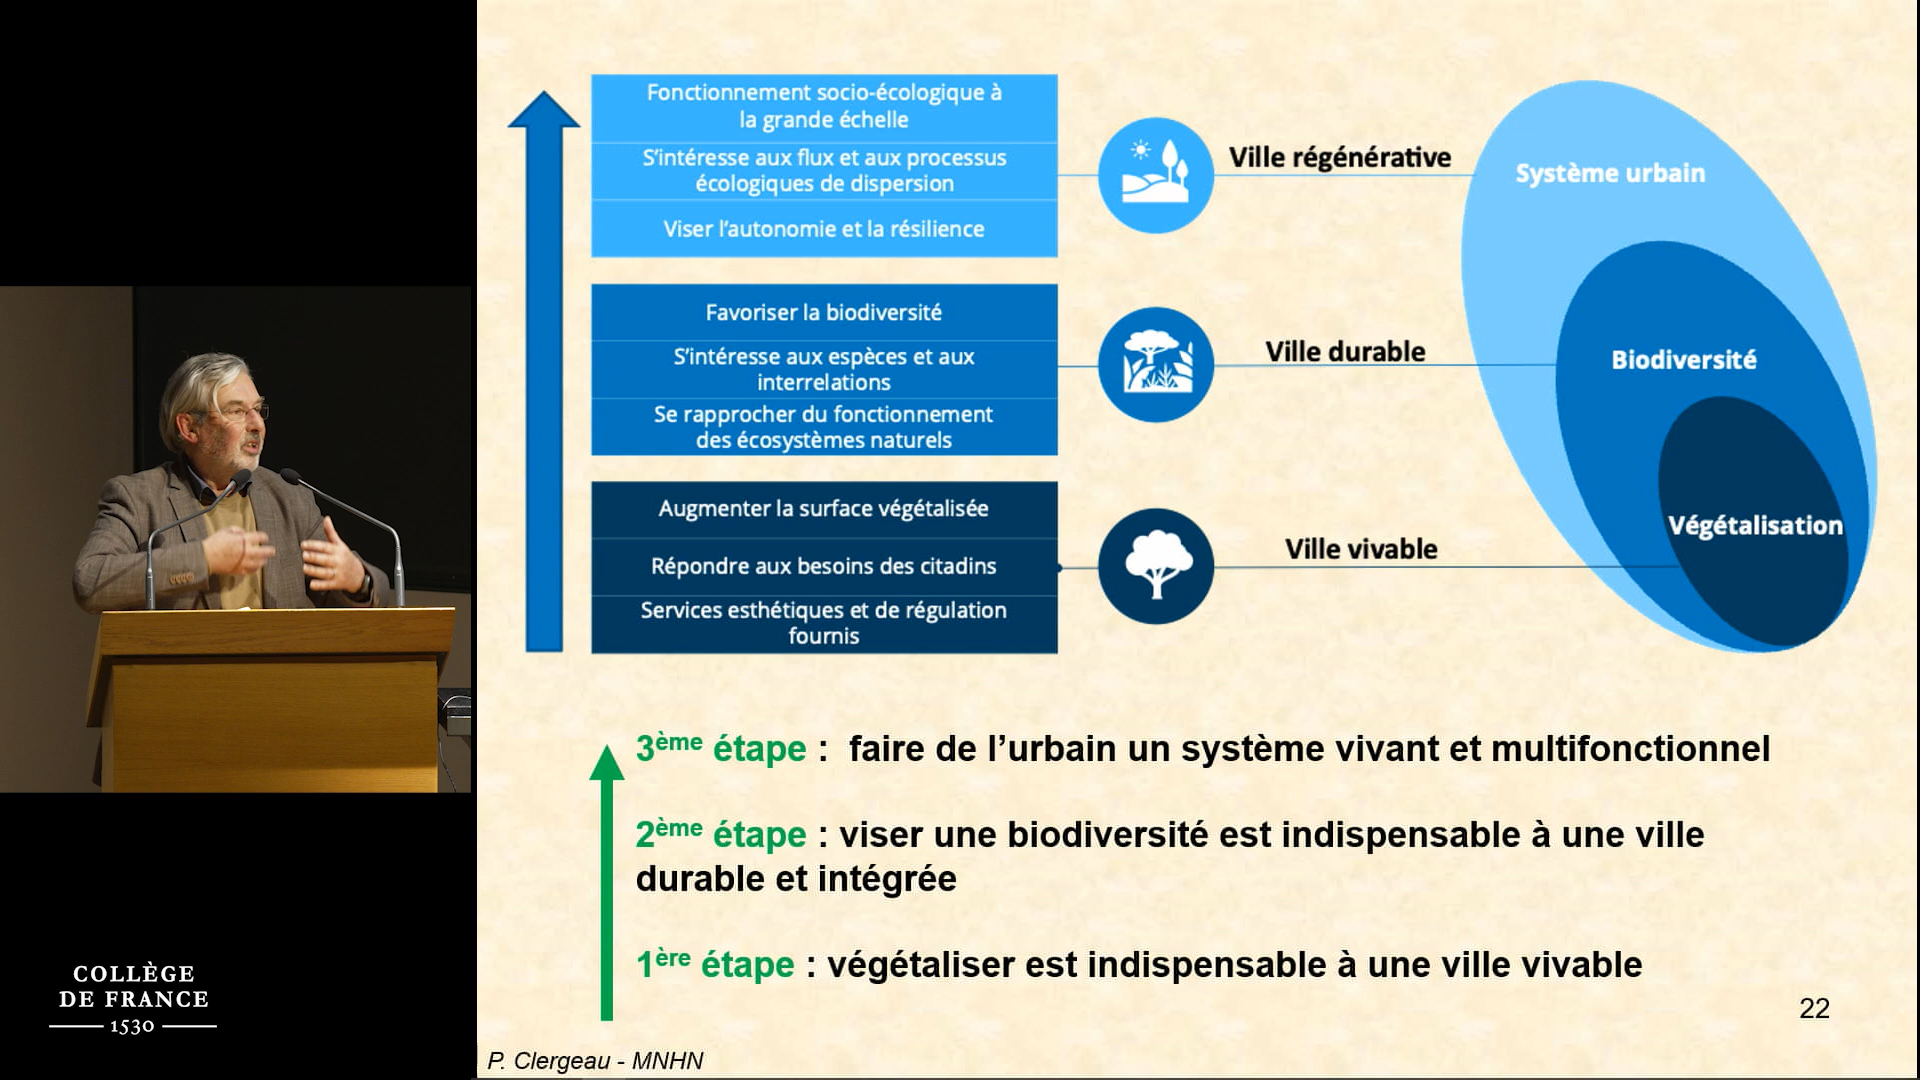 Fonctionnement socio-écologique à
la grande échelle
S'intéresse aux flux et aux processus
écologiques de dispersion
Viser l'autonomie et la résilience
Ville régénérative
Système urbain
Favoriser la biodiversité
S'intéresse aux espèces et aux
interrelations
Se rapprocher du fonctionnement
des écosystèmes naturels
Ville durable
Biodiversité
Augmenter la surface végétalisée
Répondre aux besoins des citadins
Services esthétiques et de régulation
fournis
Ville vivable
Végétalisation
3ème étape : faire de l'urbain un système vivant et multifonctionnel
2ème étape : viser une biodiversité est indispensable à une ville
durable et intégrée
1ère étape : végétaliser est indispensable à une ville vivable
22
P. Clergeau - MNHN
COLLÈGE
DE FRANCE
1530